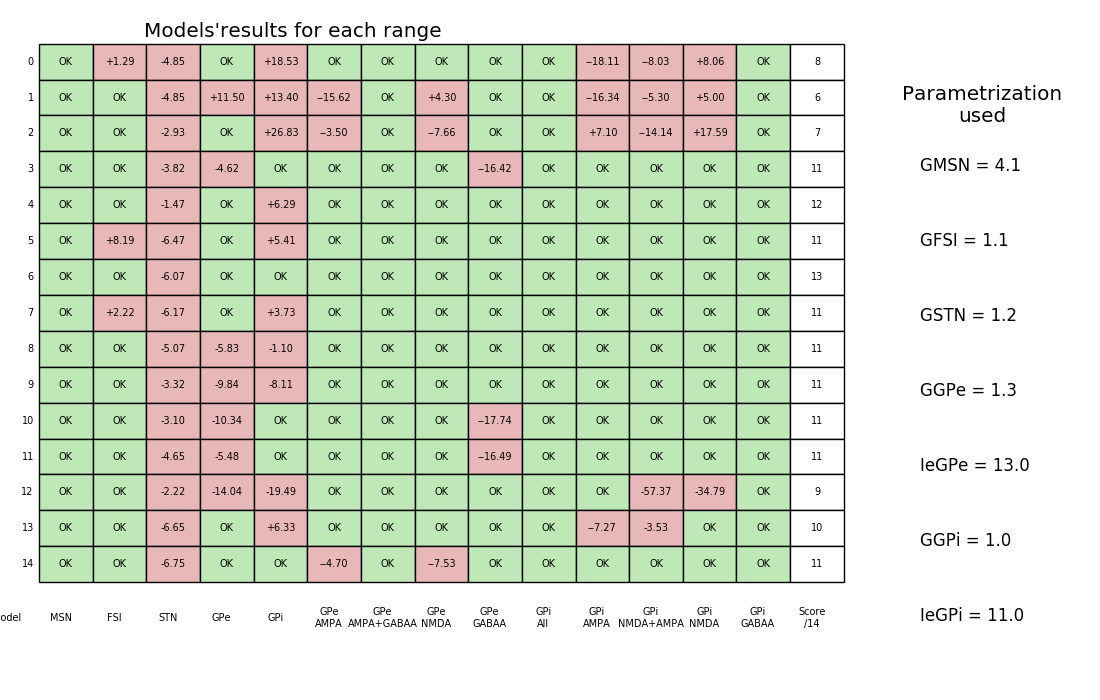 Models'results for each range
0 OK +1.29 -4.85 OK +18.53 OK OK OK OK OK −18.11 −8.03 +8.06 OK 8
1 OK OK -4.85 +11.50 +13.40 −15.62 OK +4.30 OK OK −16.34 −5.30 +5.00 OK 6
2 OK OK -2.93 OK +26.83 −3.50 OK −7.66 OK OK +7.10 −14.14 +17.59 OK 7
3 OK OK -3.82 -4.62 OK OK OK OK −16.42 OK OK OK OK OK 11
4 OK OK -1.47 OK +6.29 OK OK OK OK OK OK OK OK OK 12
5 OK +8.19 -6.47 OK +5.41 OK OK OK OK OK OK OK OK OK 11
6 OK OK -6.07 OK OK OK OK OK OK OK OK OK OK OK 13
7 OK +2.22 -6.17 OK +3.73 OK OK OK OK OK OK OK OK OK 11
8 OK OK -5.07 -5.83 -1.10 OK OK OK OK OK OK OK OK OK 11
9 OK OK -3.32 -9.84 -8.11 OK OK OK OK OK OK OK OK OK 11
10 OK OK -3.10 -10.34 OK OK OK OK −17.74 OK OK OK OK OK 11
11 OK OK -4.65 -5.48 OK OK OK OK −16.49 OK OK OK OK OK 11
12 OK OK -2.22 -14.04 -19.49 OK OK OK OK OK OK -57.37 -34.79 OK 9
13 OK OK -6.65 OK +6.33 OK OK OK OK OK −7.27 -3.53 OK OK 10
14 OK OK -6.75 OK OK −4.70 OK −7.53 OK OK OK OK OK OK 11
odel MSN FSI STN GPe GPi GPe GPe GPe GPe GPi GPi GPi GPi GPi Score
AMPA AMPA+GABAA NMDA GABAA All AMPA NMDA+AMPA NMDA GABAA /14
Parametrization
used
GMSN = 4.1
GFSI = 1.1
GSTN = 1.2
GGPe = 1.3
IeGPe = 13.0
GGPi = 1.0
IeGPi = 11.0